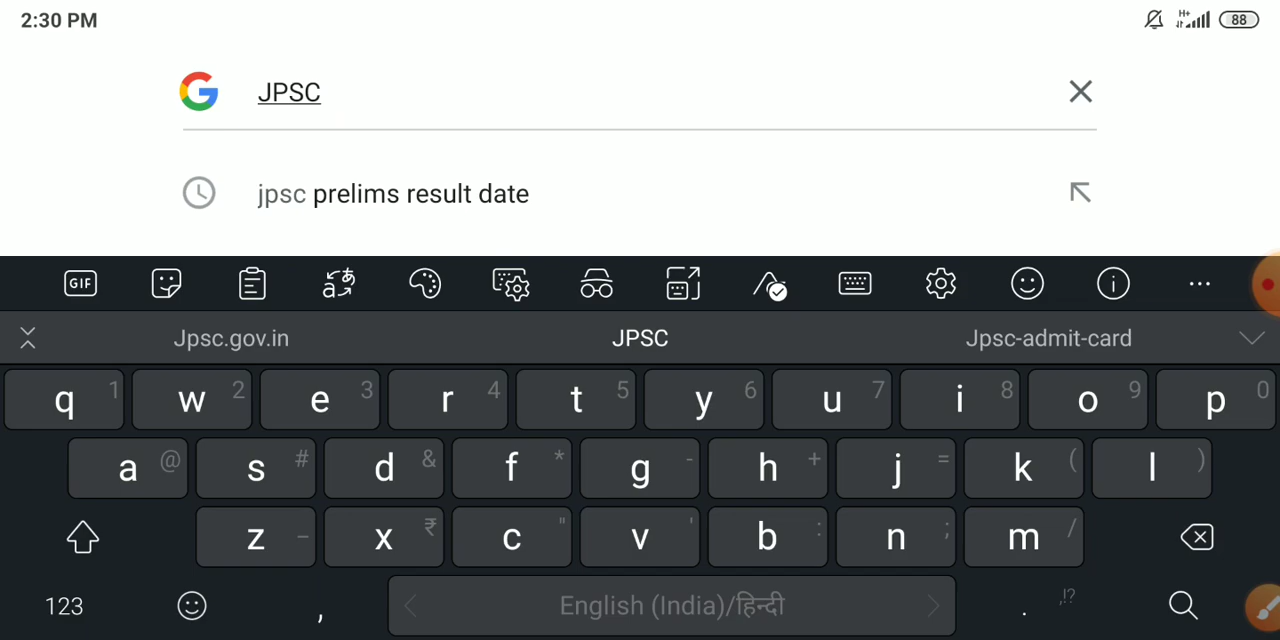 2:30 PM H+ 88
JPSC
jpsc prelims result date
GIF
Jpsc.gov.in JPSC Jpsc-admit-card
q 1 w 2 e 3 r 4 t 5 y 6 u 7 i 8 o 9 p 0
a @ s # d & f * g - h + j = k ( l )
z _ x ₹ c " v ' b : n ; m /
123 , English (India)/हिन्दी . ,!?